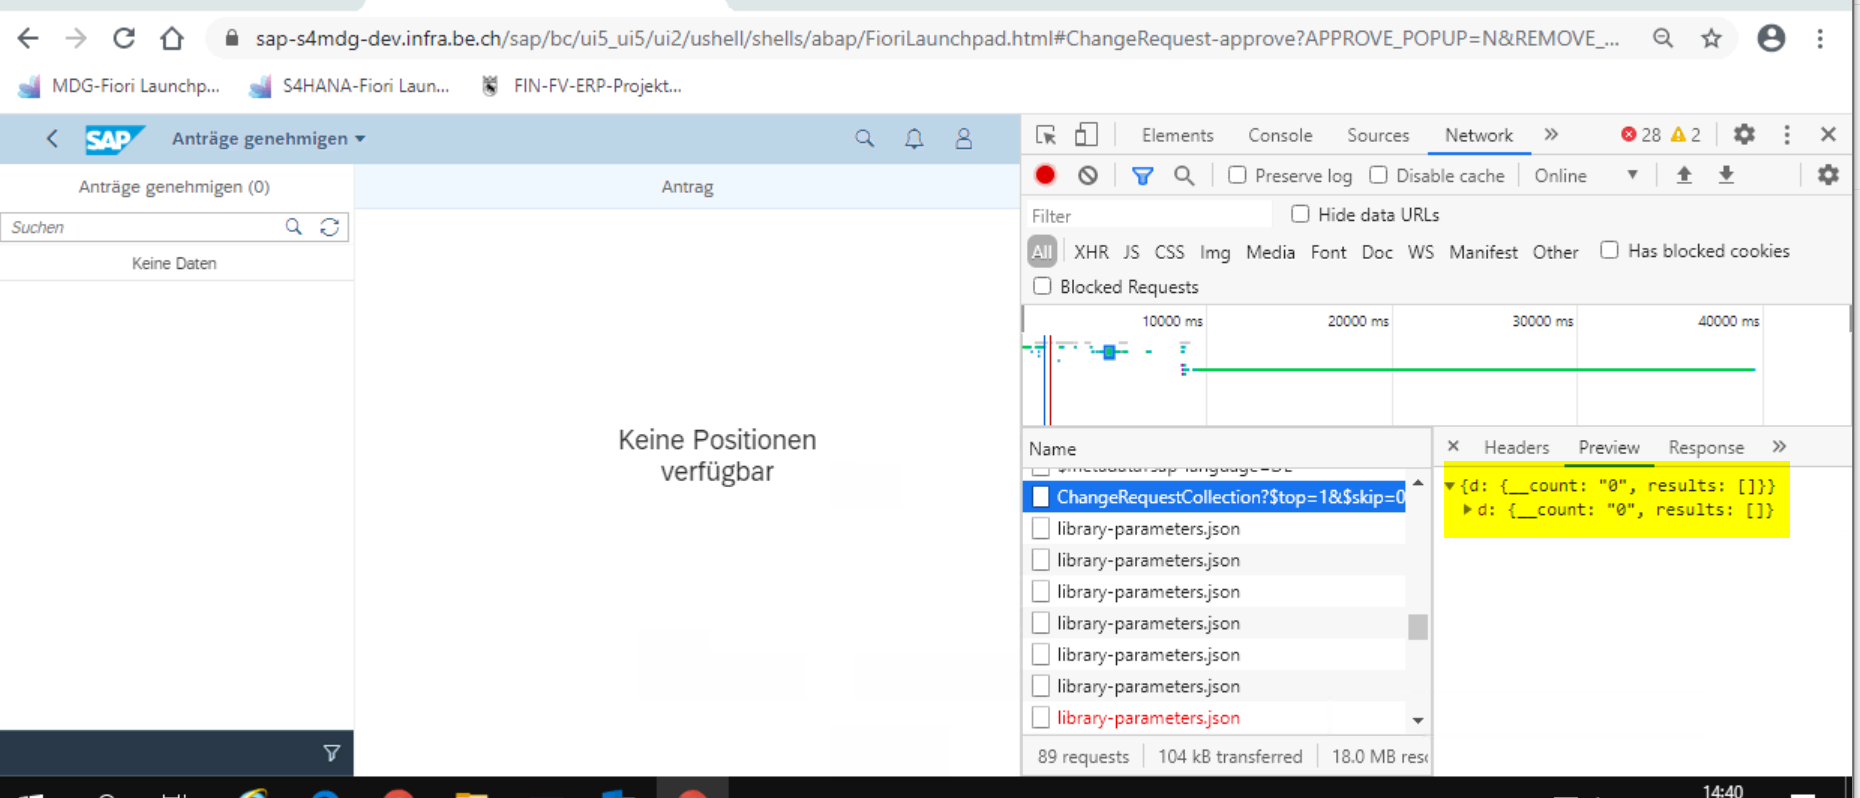 sap-s4mdg-dev.infra.be.ch/sap/bc/ui5_ui5/ui2/ushell/shells/abap/FioriLaunchpad.html#ChangeRequest-approve?APPROVE_POPUP=N&REMOVE_...
MDG-Fiori Launchp... S4HANA-Fiori Laun... FIN-FV-ERP-Projekt...
SAP Anträge genehmigen
Elements Console Sources Network 28 2
Anträge genehmigen (0) Antrag
Preserve log Disable cache Online
Suchen
Filter Hide data URLs
All XHR JS CSS Img Media Font Doc WS Manifest Other Has blocked cookies
Keine Daten
Blocked Requests
10000 ms 20000 ms 30000 ms 40000 ms
Keine Positionen
verfügbar
Name
Headers Preview Response
ChangeRequestCollection?$top=1&$skip=0
{d: {__count: "0", results: []}}
d: {__count: "0", results: []}
library-parameters.json
library-parameters.json
library-parameters.json
library-parameters.json
library-parameters.json
library-parameters.json
library-parameters.json
89 requests 104 kB transferred 18.0 MB
14:40